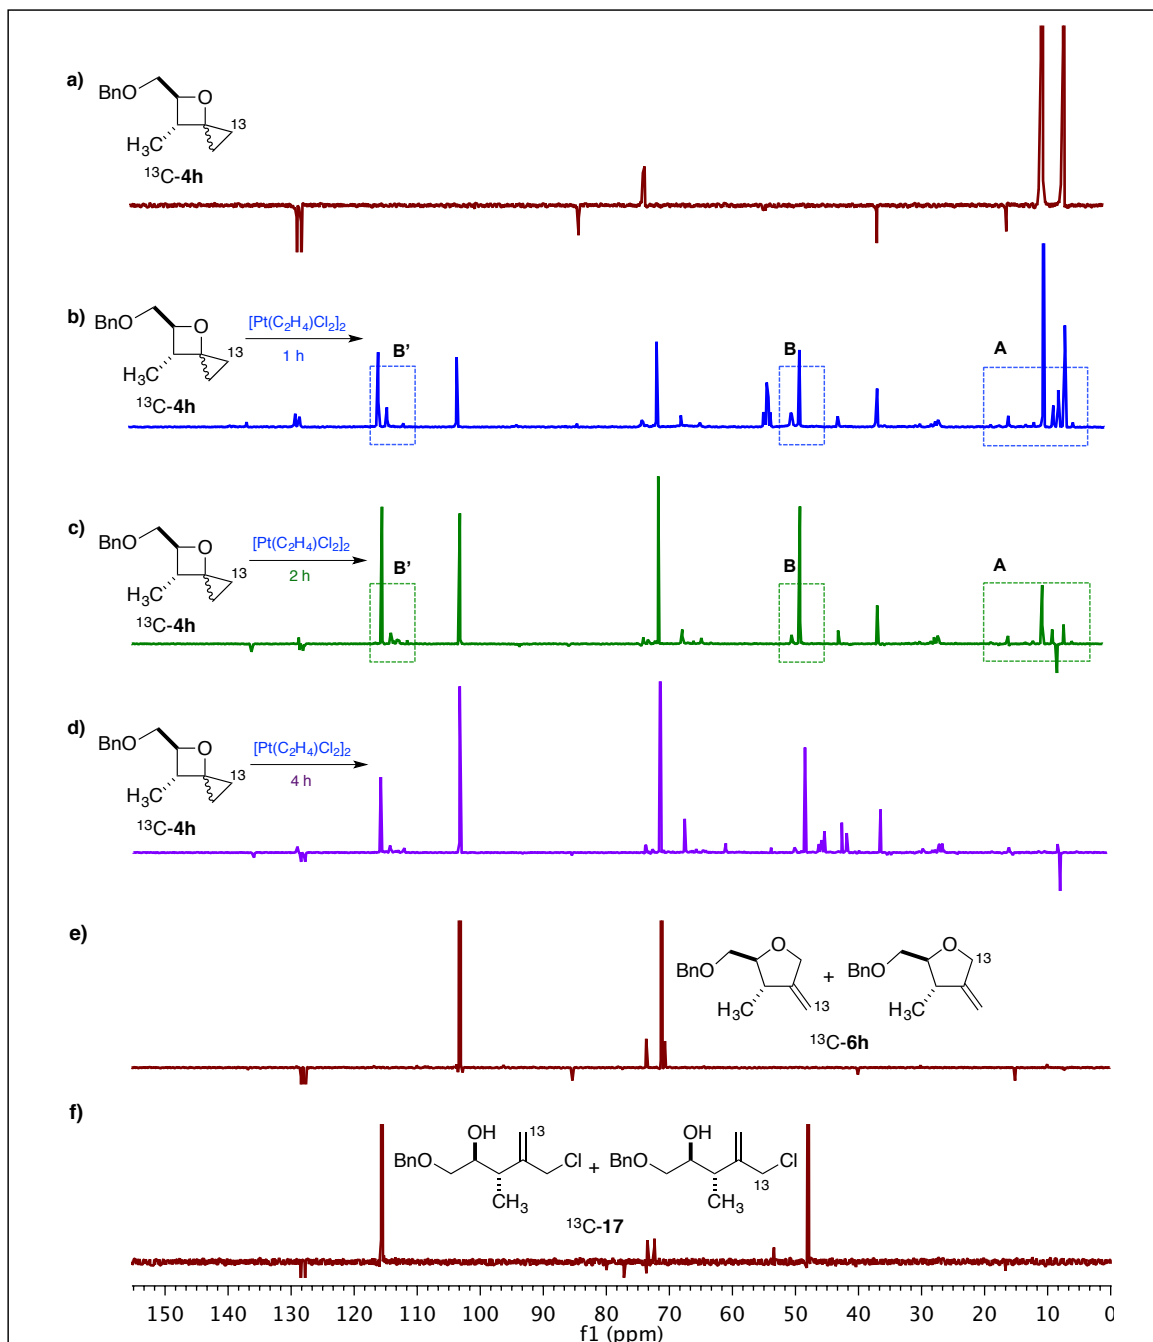 a)
BnO
O
13
H₃C
¹³C-4h
b)
BnO
O
13
H₃C
¹³C-4h
[Pt(C₂H₄)Cl₂]₂
1 h
B'
B
A
c)
BnO
O
13
H₃C
¹³C-4h
[Pt(C₂H₄)Cl₂]₂
2 h
B'
B
A
d)
BnO
O
13
H₃C
¹³C-4h
[Pt(C₂H₄)Cl₂]₂
4 h
e)
BnO
O
H₃C
13
+
BnO
O
13
H₃C
¹³C-6h
f)
OH
13
BnO
Cl
CH₃
+
OH
BnO
Cl
13
CH₃
¹³C-17
150 140 130 120 110 100 90 80 70 60 50 40 30 20 10 0
f1 (ppm)